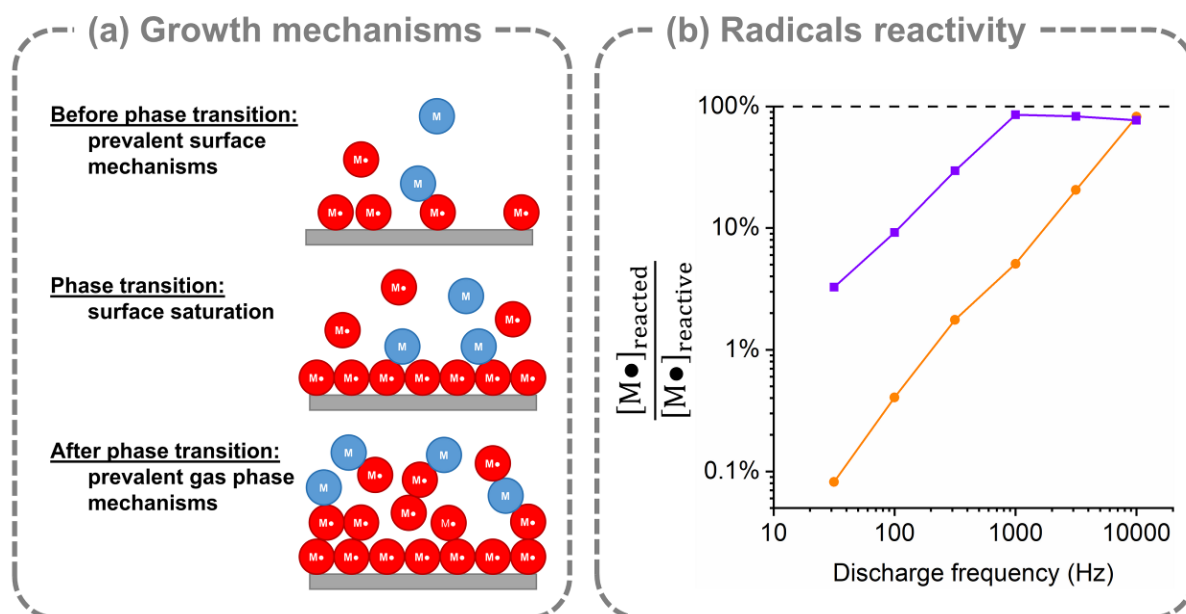 (a) Growth mechanisms
Before phase transition:
prevalent surface
mechanisms
M
M•
M
M• M• M• M•
Phase transition:
surface saturation
M•
M
M•
M•
M M
M• M• M• M• M• M• M•
After phase transition:
prevalent gas phase
mechanisms
M M
M• M•
M•
M M
M•
M• M• M• M•
M• M• M• M• M• M• M•
(b) Radicals reactivity
100%
10%
1%
0.1%
[M●]reacted
[M●]reactive
10 100 1000 10000
Discharge frequency (Hz)